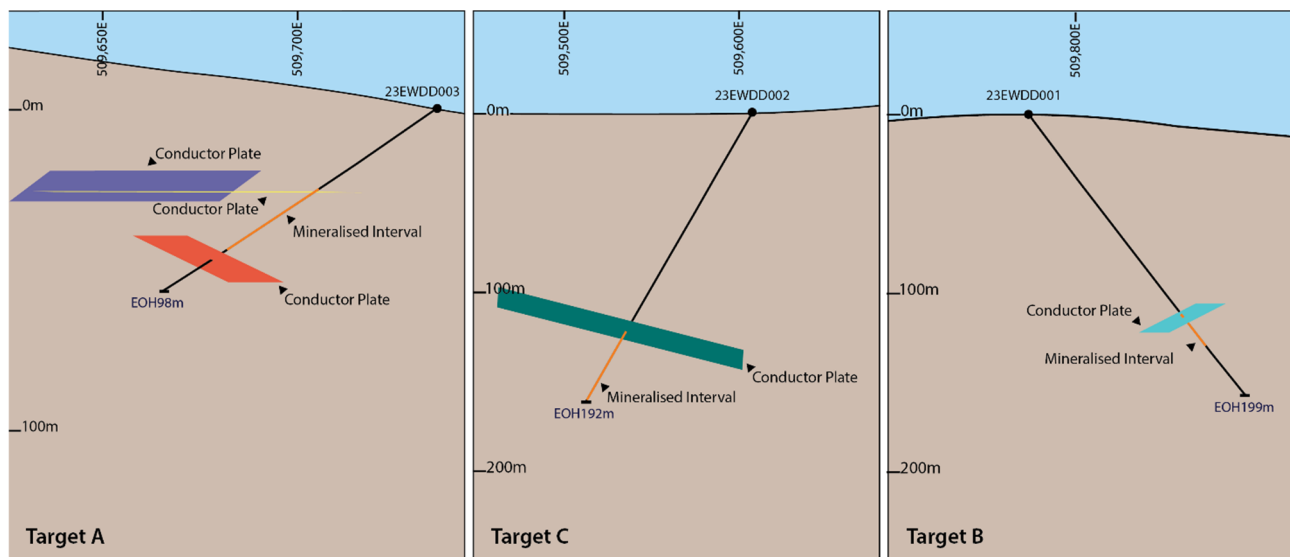 509,650E
509,700E
23EWDD003
0m
Conductor Plate
Conductor Plate
Mineralised Interval
Conductor Plate
EOH98m
100m
Target A
509,500E
509,600E
23EWDD002
0m
100m
Conductor Plate
Mineralised Interval
EOH192m
200m
Target C
509,800E
23EWDD001
0m
100m
Conductor Plate
Mineralised Interval
EOH199m
200m
Target B